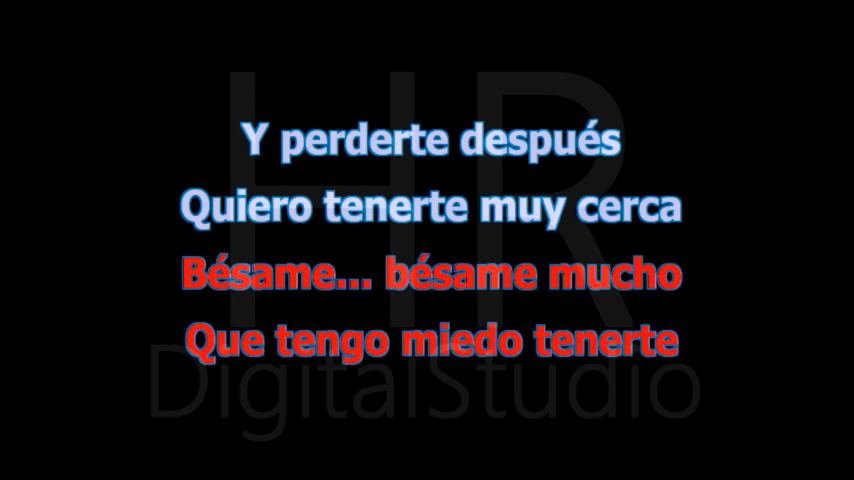 Y perderte después
Quiero tenerte muy cerca
Bésame... bésame mucho
Que tengo miedo tenerte
HR
DigitalStudio